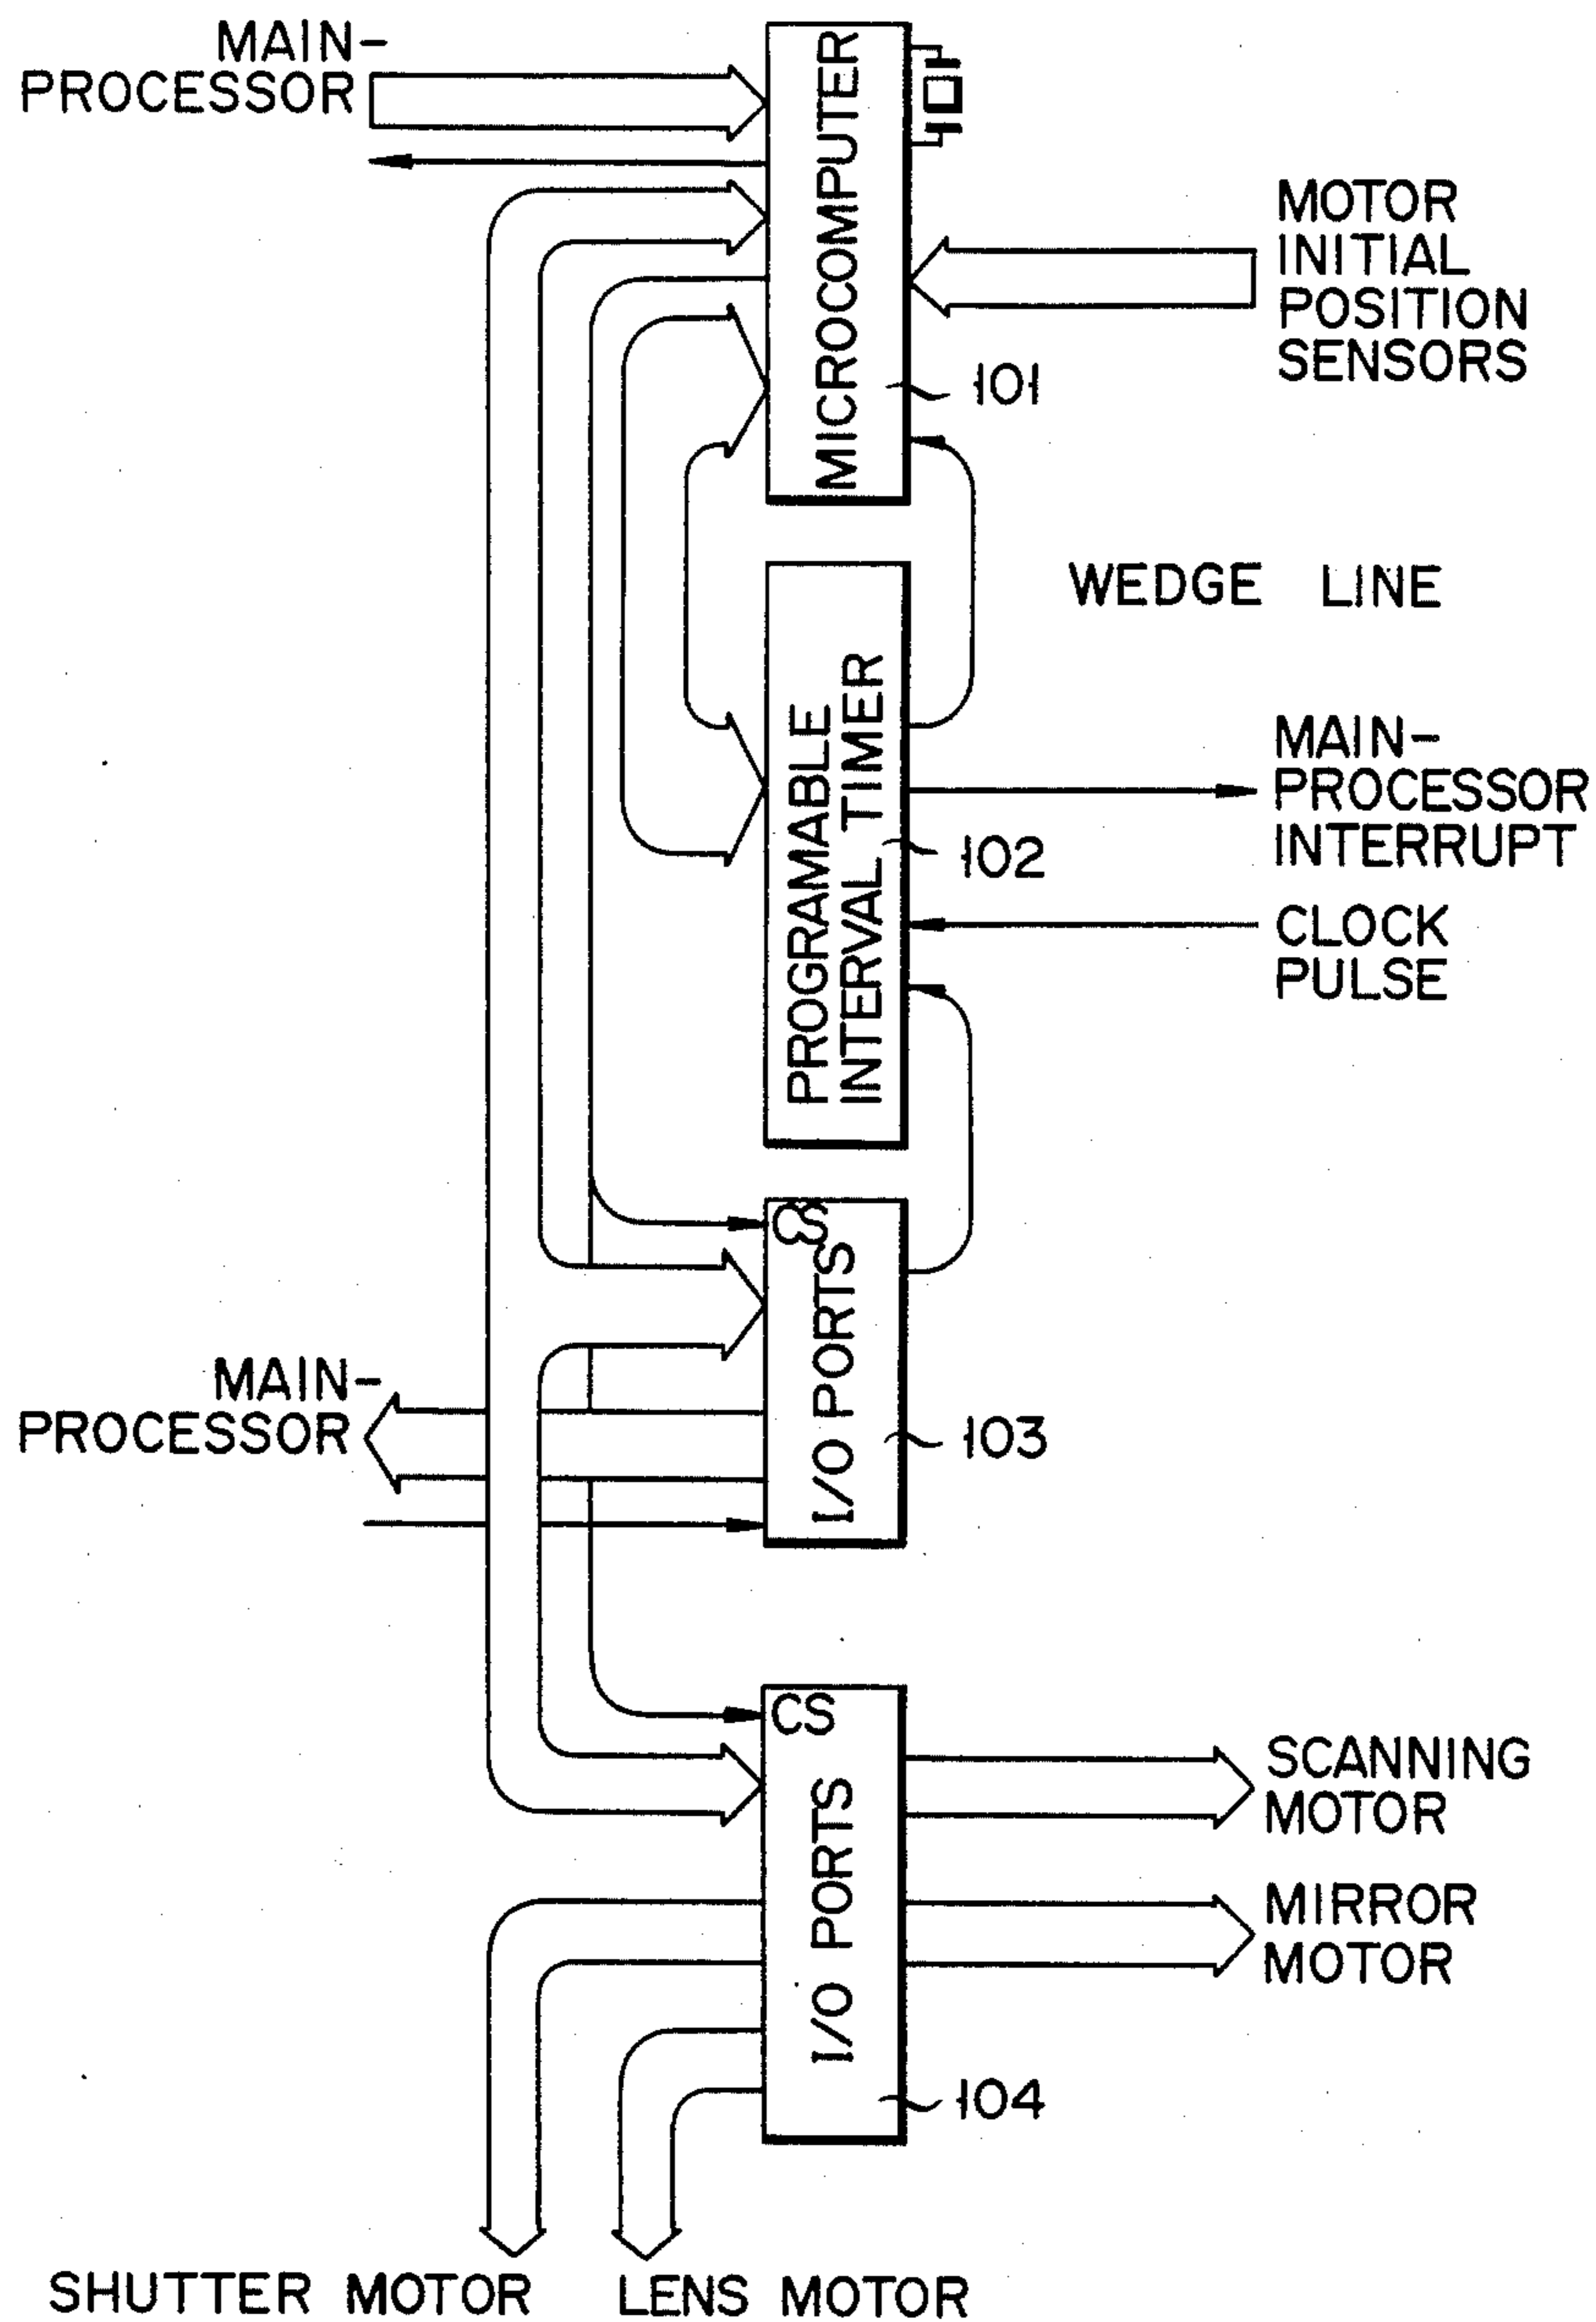 MAIN-
PROCESSOR
MICROCOMPUTER
MOTOR
INITIAL
POSITION
SENSORS
101
WEDGE LINE
PROGRAMABLE
INTERVAL TIMER
MAIN-
PROCESSOR
INTERRUPT
102
CLOCK
PULSE
CS
I/O PORTS
MAIN-
PROCESSOR
103
CS
I/O PORTS
SCANNING
MOTOR
MIRROR
MOTOR
104
SHUTTER MOTOR
LENS MOTOR